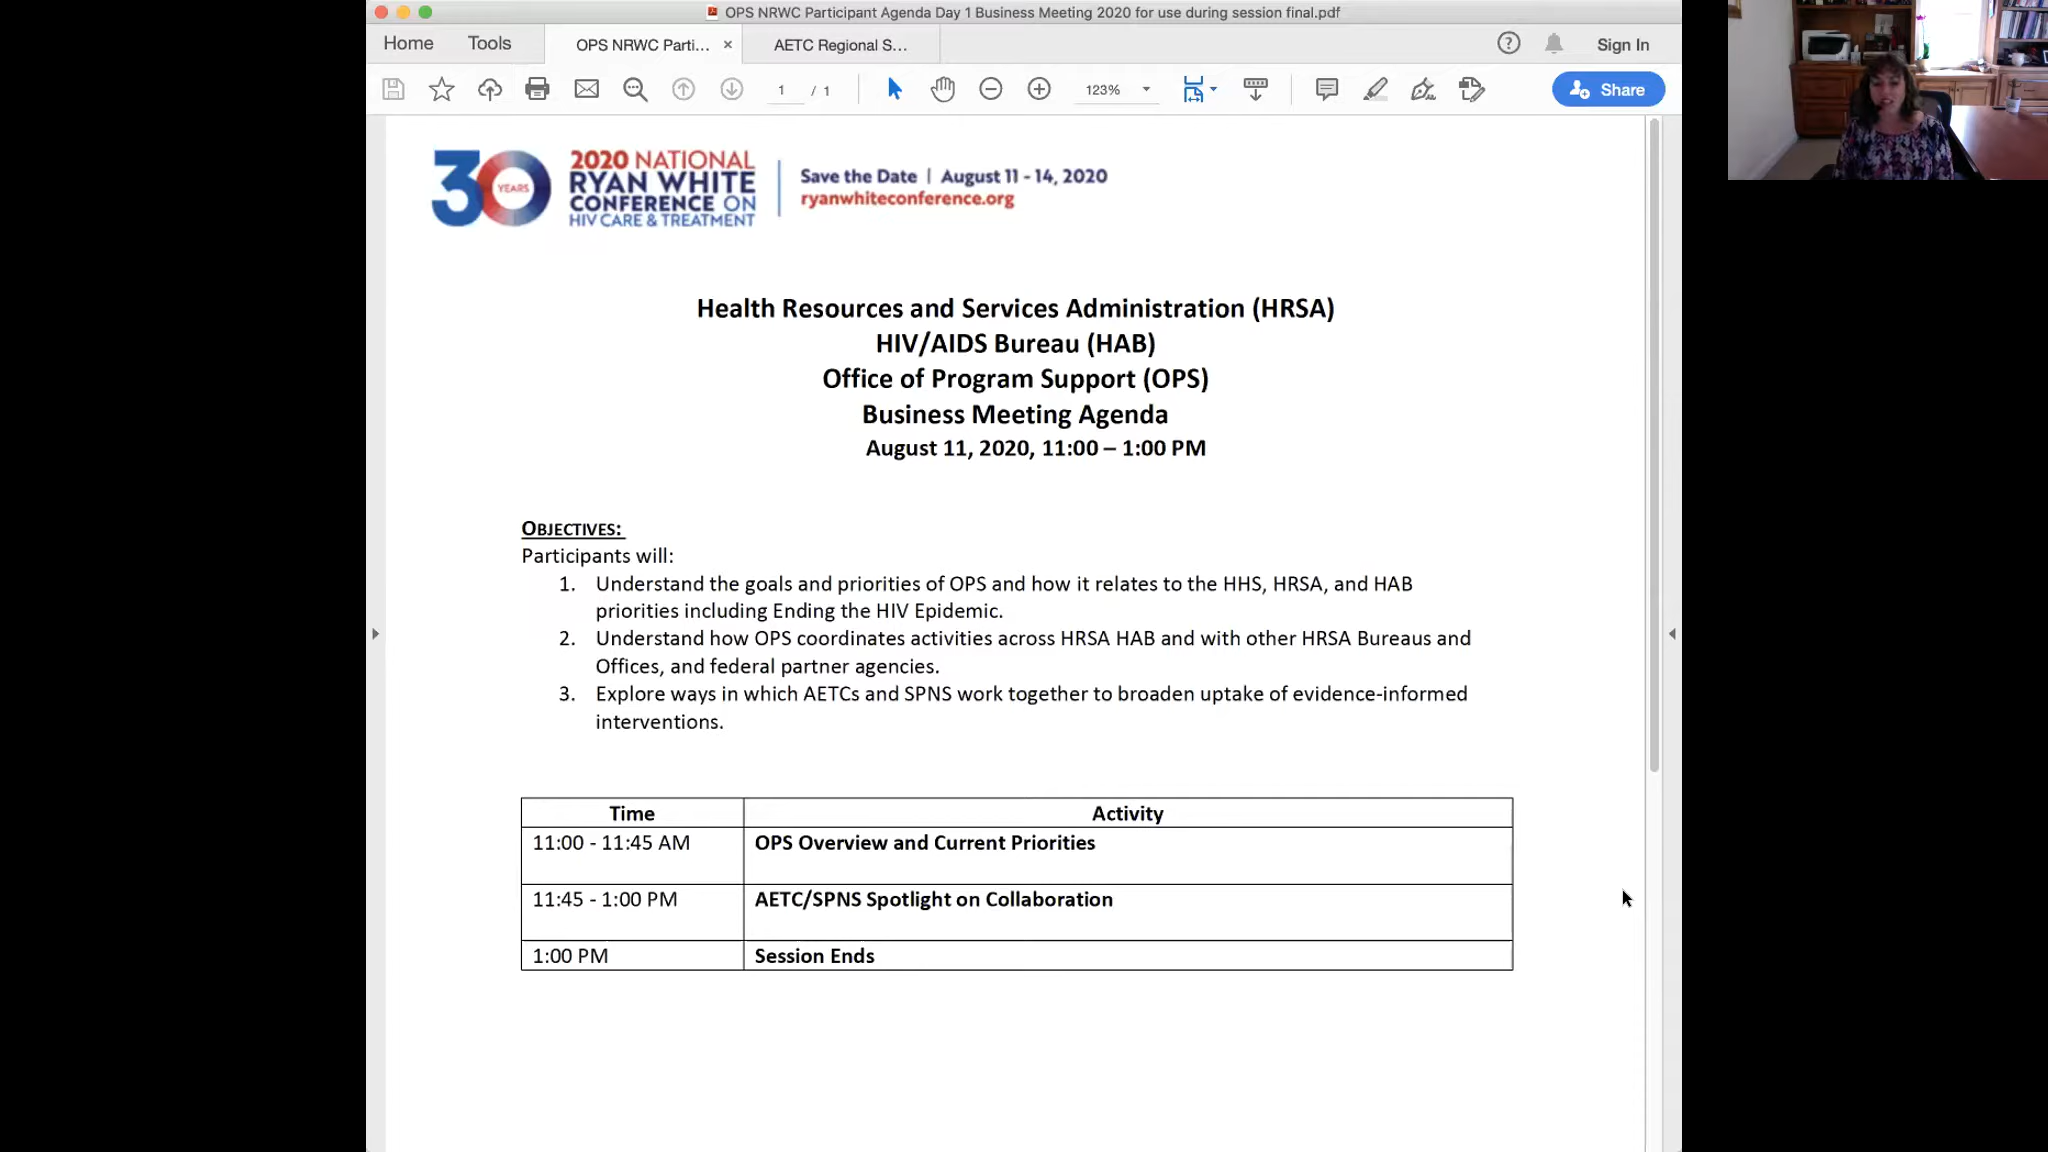 OPS NRWC Participant Agenda Day 1 Business Meeting 2020 for use during session final.pdf
Home
Tools
OPS NRWC Parti...
AETC Regional S...
Sign In
1 / 1
123%
Share
30
YEARS
2020 NATIONAL
RYAN WHITE
CONFERENCE ON
HIV CARE & TREATMENT
Save the Date | August 11 - 14, 2020
ryanwhiteconference.org
Health Resources and Services Administration (HRSA)
HIV/AIDS Bureau (HAB)
Office of Program Support (OPS)
Business Meeting Agenda
August 11, 2020, 11:00 – 1:00 PM
OBJECTIVES:
Participants will:
1. Understand the goals and priorities of OPS and how it relates to the HHS, HRSA, and HAB
priorities including Ending the HIV Epidemic.
2. Understand how OPS coordinates activities across HRSA HAB and with other HRSA Bureaus and
Offices, and federal partner agencies.
3. Explore ways in which AETCs and SPNS work together to broaden uptake of evidence-informed
interventions.
Time Activity
11:00 - 11:45 AM OPS Overview and Current Priorities
11:45 - 1:00 PM AETC/SPNS Spotlight on Collaboration
1:00 PM Session Ends